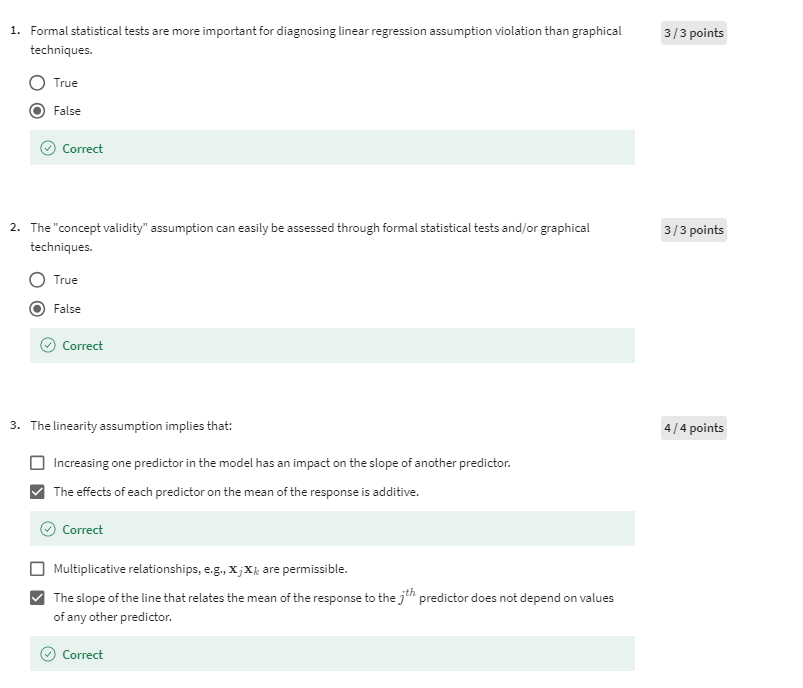 1. Formal statistical tests are more important for diagnosing linear regression assumption violation than graphical
techniques.
3 / 3 points
True
False
Correct
2. The "concept validity" assumption can easily be assessed through formal statistical tests and/or graphical
techniques.
3 / 3 points
True
False
Correct
3. The linearity assumption implies that:
4 / 4 points
Increasing one predictor in the model has an impact on the slope of another predictor.
The effects of each predictor on the mean of the response is additive.
Correct
Multiplicative relationships, e.g., x_j x_k are permissible.
The slope of the line that relates the mean of the response to the j^th predictor does not depend on values
of any other predictor.
Correct